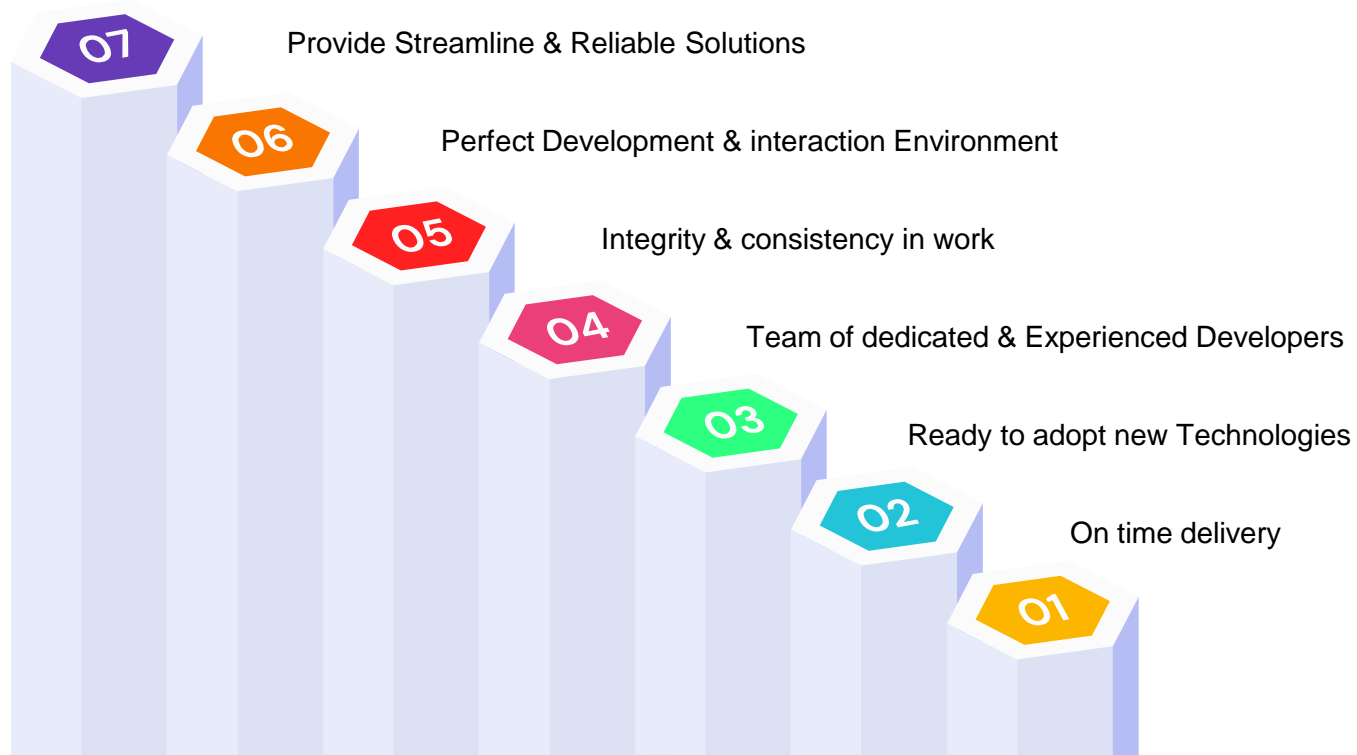 07
Provide Streamline & Reliable Solutions
06
Perfect Development & interaction Environment
05
Integrity & consistency in work
04
Team of dedicated & Experienced Developers
03
Ready to adopt new Technologies
02
On time delivery
01